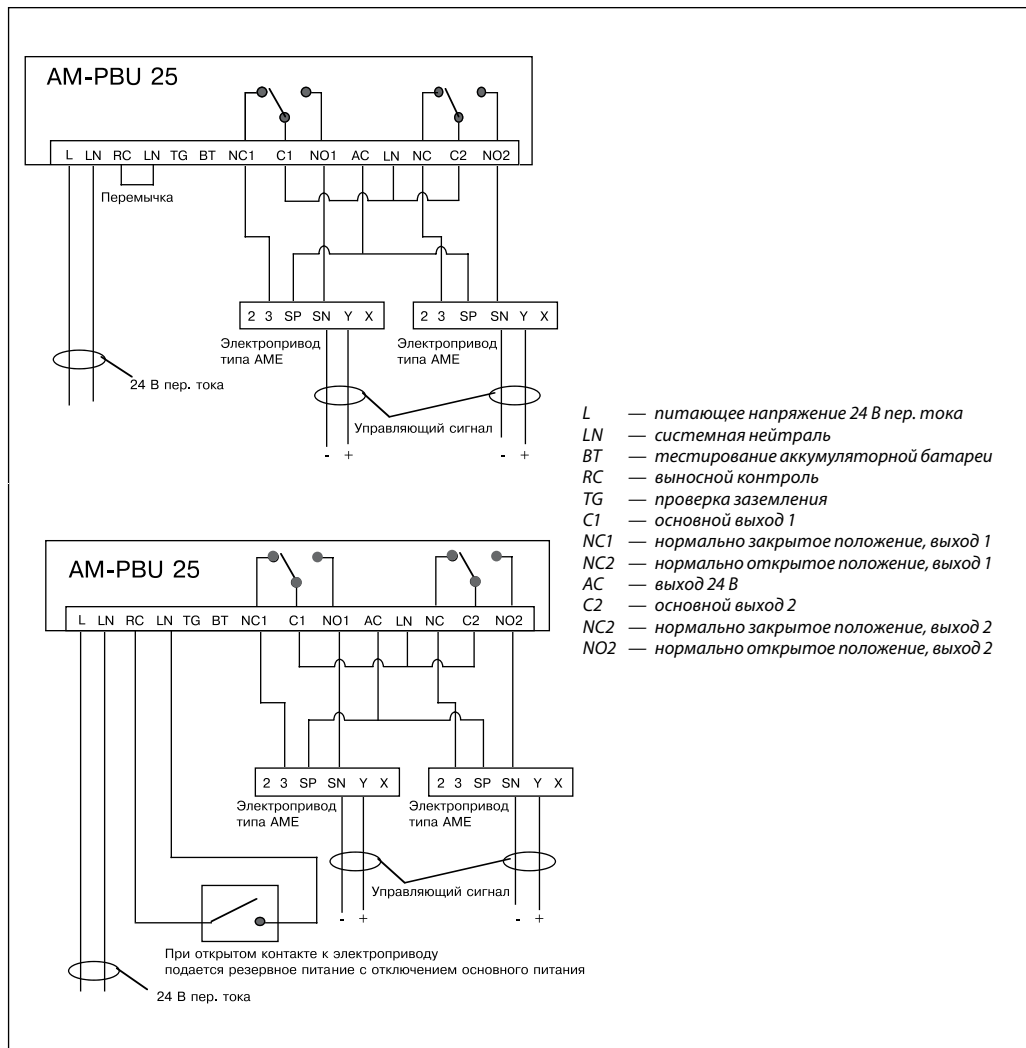 AM-PBU 25
L LN RC LN TG BT NC1 C1 NO1 AC LN NC C2 NO2
Перемычка
2 3 SP SN Y X
2 3 SP SN Y X
Электропривод
типа AME
Электропривод
типа AME
24 В пер. тока
Управляющий сигнал
- +
- +
L — питающее напряжение 24 В пер. тока
LN — системная нейтраль
BT — тестирование аккумуляторной батареи
RC — выносной контроль
TG — проверка заземления
C1 — основной выход 1
NC1 — нормально закрытое положение, выход 1
NC2 — нормально открытое положение, выход 1
AC — выход 24 В
C2 — основной выход 2
NC2 — нормально закрытое положение, выход 2
NO2 — нормально открытое положение, выход 2
AM-PBU 25
L LN RC LN TG BT NC1 C1 NO1 AC LN NC C2 NO2
2 3 SP SN Y X
2 3 SP SN Y X
Электропривод
типа AME
Электропривод
типа AME
Управляющий сигнал
- +
- +
При открытом контакте к электроприводу
подается резервное питание с отключением основного питания
24 В пер. тока